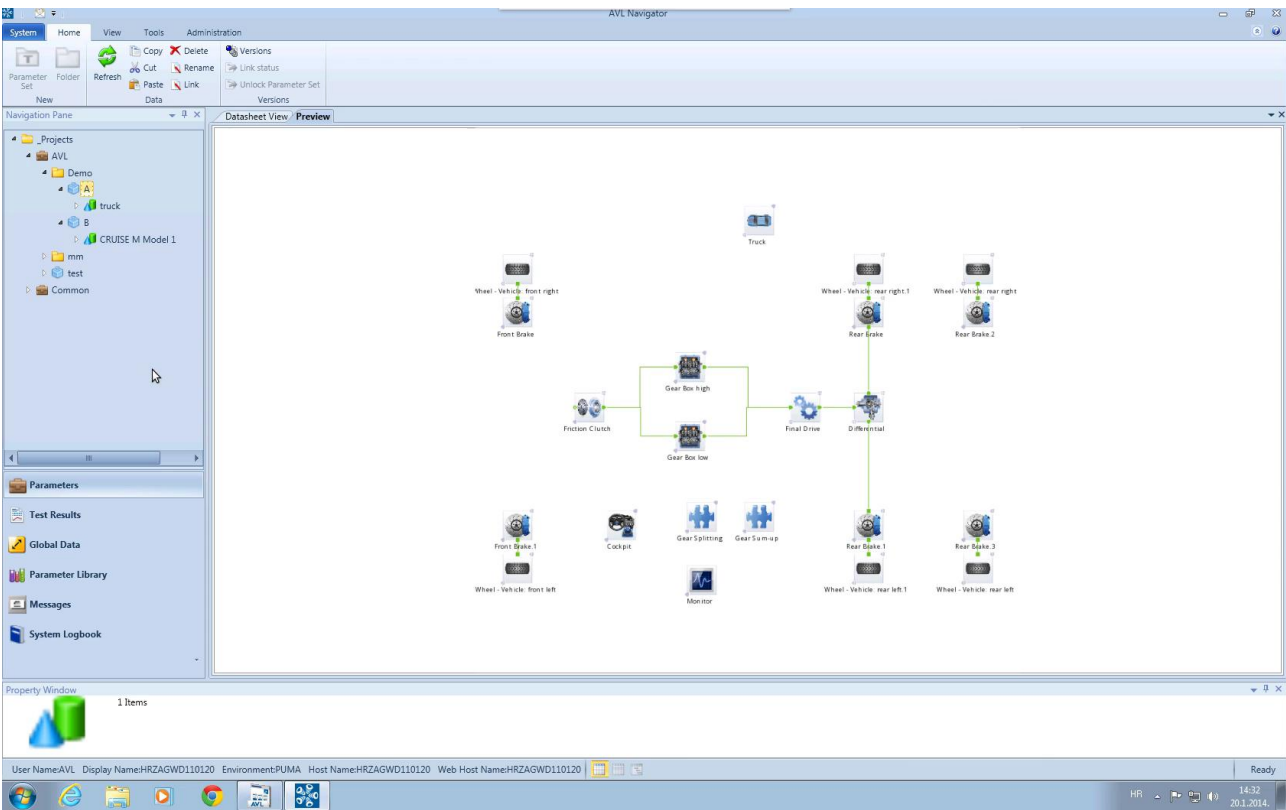 AVL Navigator
System Home View Tools Administration
Parameter Set
Folder
Refresh
Copy Delete
Cut Rename
Paste Link
Versions
Link status
Unlock Parameter Set
New Data Versions
Navigation Pane
Datasheet View Preview
_Projects
AVL
Demo
A
truck
B
CRUISE M Model 1
mm
test
Common
Parameters
Test Results
Global Data
Parameter Library
Messages
System Logbook
Truck
Wheel - Vehicle: front right
Wheel - Vehicle: rear right.1
Wheel - Vehicle: rear right
Front Brake
Rear Brake
Rear Brake.2
Gear Box high
Friction Clutch
Final Drive
Differential
Gear Box low
Front Brake.1
Cockpit
Gear Splitting
Gear Sum-up
Rear Brake.1
Rear Brake.3
Wheel - Vehicle: front left
Monitor
Wheel - Vehicle: rear left.1
Wheel - Vehicle: rear left
Property Window
1 Items
User Name:AVL Display Name:HRZAGWD110120 Environment:PUMA Host Name:HRZAGWD110120 Web Host Name:HRZAGWD110120
Ready
AVL
HR
14:32
20.1.2014.